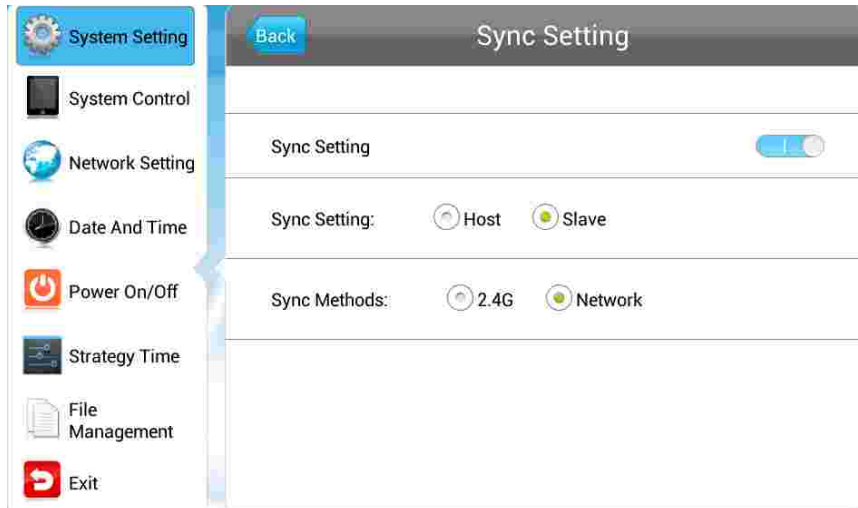 System Setting
System Control
Network Setting
Date And Time
Power On/Off
Strategy Time
File
Management
Exit
Back
Sync Setting
Sync Setting
Sync Setting: Host Slave
Sync Methods: 2.4G Network